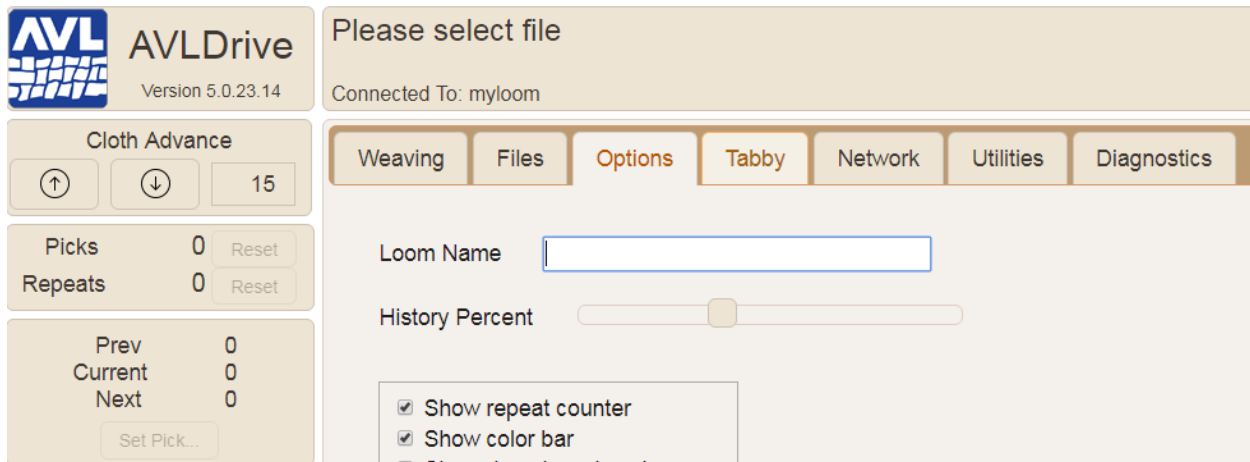 AVL
AVLDrive
Version 5.0.23.14
Please select file
Connected To: myloom
Cloth Advance
15
Picks 0 Reset
Repeats 0 Reset
Prev 0
Current 0
Next 0
Set Pick...
Weaving Files Options Tabby Network Utilities Diagnostics
Loom Name
History Percent
Show repeat counter
Show color bar